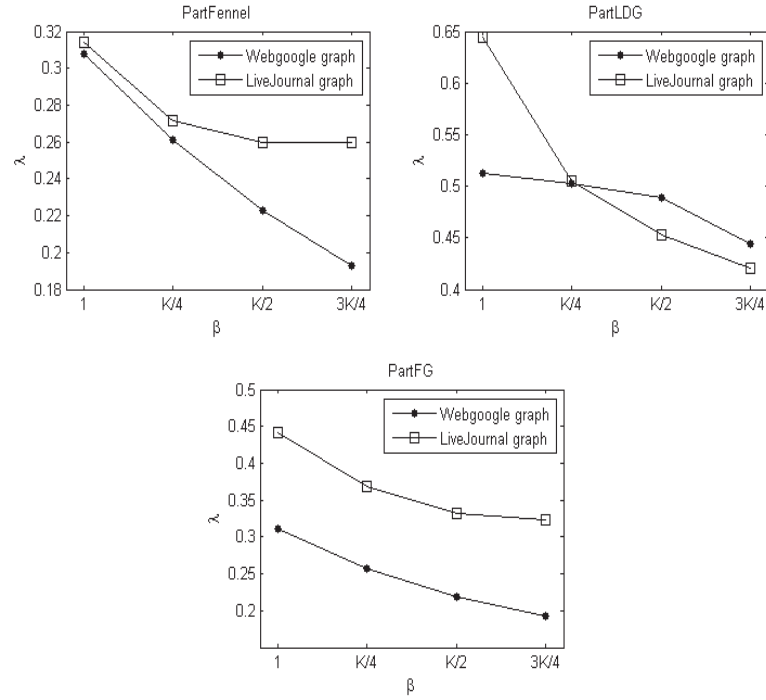 PartFennel
0.32
0.3
0.28
0.26
0.24
0.22
0.2
0.18
λ
Webgoogle graph
LiveJournal graph
1
K/4
K/2
3K/4
β
PartLDG
0.65
0.6
0.55
0.5
0.45
0.4
λ
Webgoogle graph
LiveJournal graph
1
K/4
K/2
3K/4
β
PartFG
0.5
0.45
0.4
0.35
0.3
0.25
0.2
λ
Webgoogle graph
LiveJournal graph
1
K/4
K/2
3K/4
β